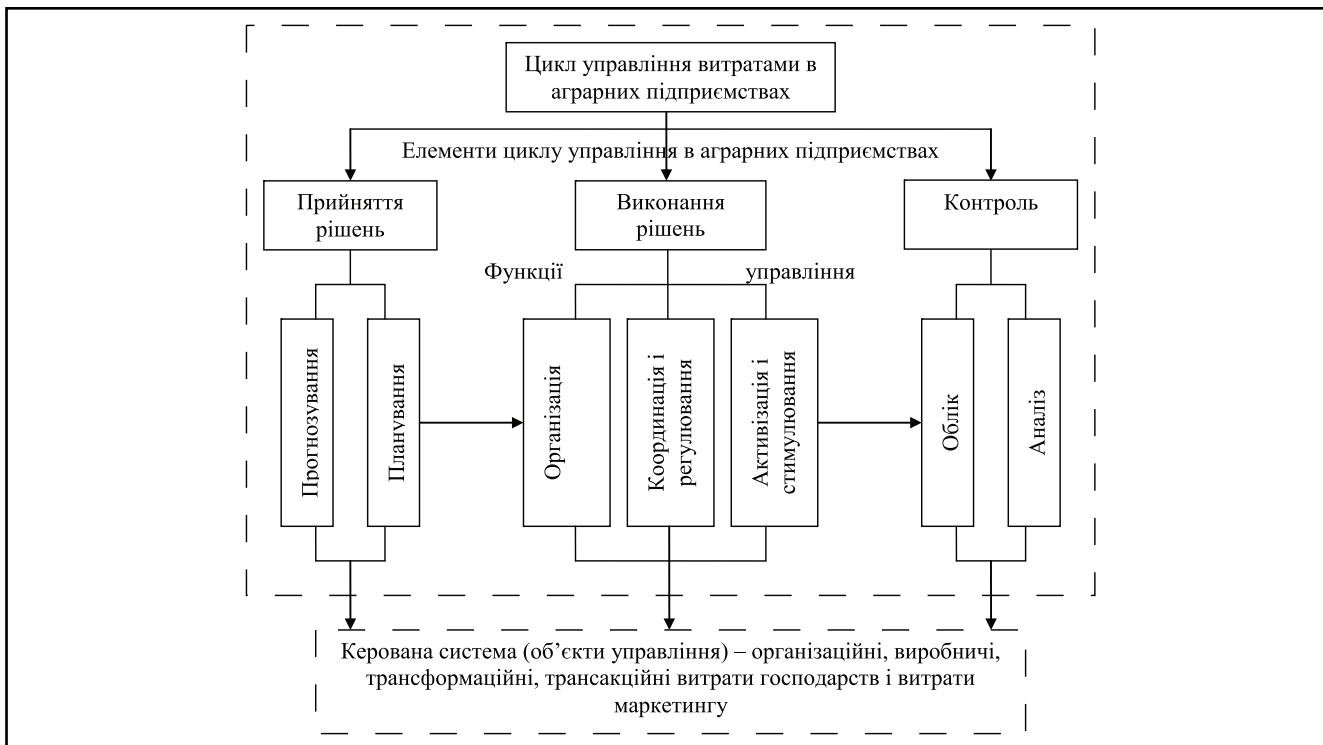 Цикл управління витратами в
аграрних підприємствах
Елементи циклу управління в аграрних підприємствах
Прийняття
рішень
Виконання
рішень
Контроль
Функції управління
Прогнозування
Планування
Організація
Координація і
регулювання
Активізація і
стимулювання
Облік
Аналіз
Керована система (об’єкти управління) – організаційні, виробничі,
трансформаційні, трансакційні витрати господарств і витрати
маркетингу